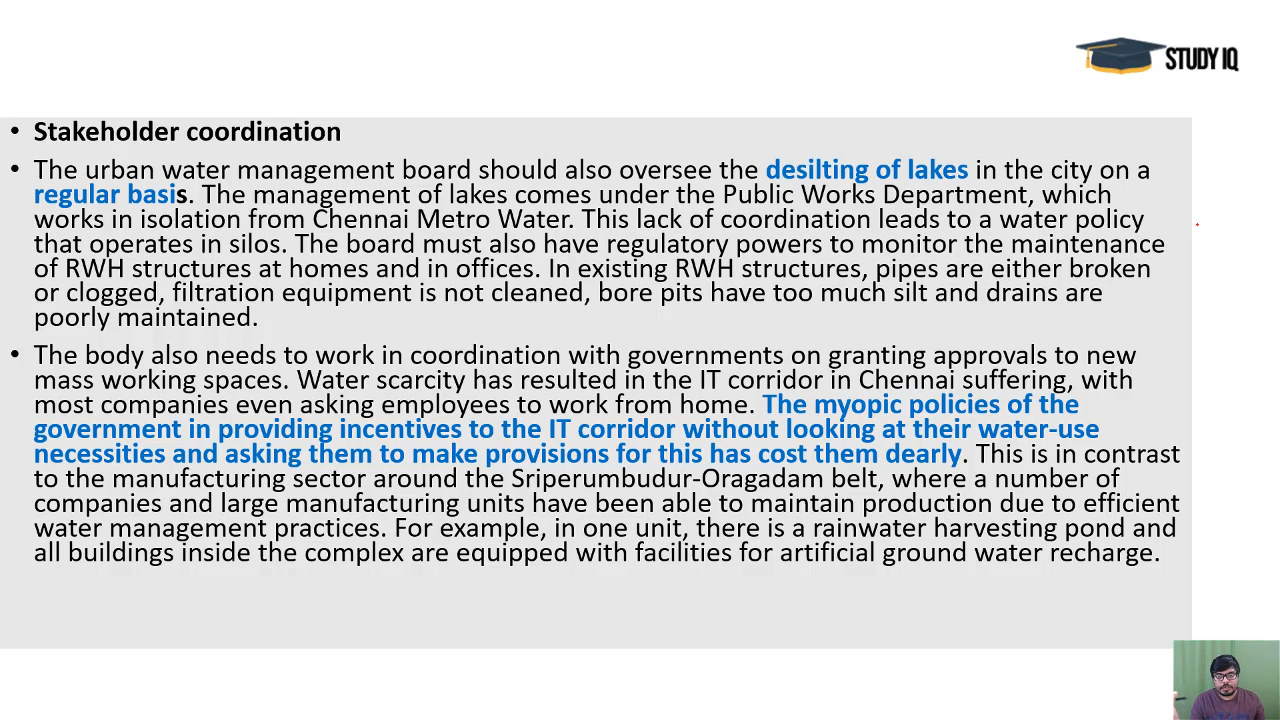 STUDY IQ
• Stakeholder coordination
• The urban water management board should also oversee the desilting of lakes in the city on a
regular basis. The management of lakes comes under the Public Works Department, which
works in isolation from Chennai Metro Water. This lack of coordination leads to a water policy
that operates in silos. The board must also have regulatory powers to monitor the maintenance
of RWH structures at homes and in offices. In existing RWH structures, pipes are either broken
or clogged, filtration equipment is not cleaned, bore pits have too much silt and drains are
poorly maintained.
• The body also needs to work in coordination with governments on granting approvals to new
mass working spaces. Water scarcity has resulted in the IT corridor in Chennai suffering, with
most companies even asking employees to work from home. The myopic policies of the
government in providing incentives to the IT corridor without looking at their water-use
necessities and asking them to make provisions for this has cost them dearly. This is in contrast
to the manufacturing sector around the Sriperumbudur-Oragadam belt, where a number of
companies and large manufacturing units have been able to maintain production due to efficient
water management practices. For example, in one unit, there is a rainwater harvesting pond and
all buildings inside the complex are equipped with facilities for artificial ground water recharge.